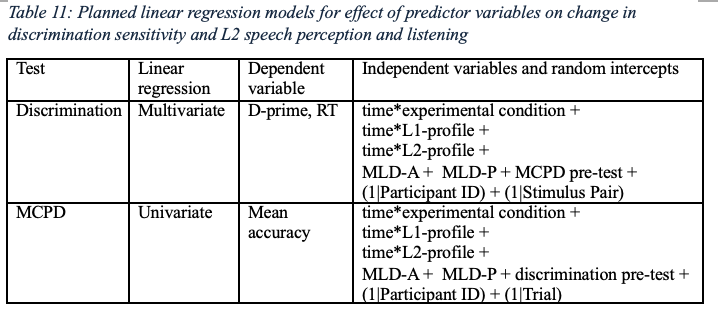 Table 11: Planned linear regression models for effect of predictor variables on change in
discrimination sensitivity and L2 speech perception and listening
Test Linear regression Dependent variable Independent variables and random intercepts
Discrimination Multivariate D-prime, RT time*experimental condition +
time*L1-profile +
time*L2-profile +
MLD-A + MLD-P + MCPD pre-test +
(1|Participant ID) + (1|Stimulus Pair)
MCPD Univariate Mean accuracy time*experimental condition +
time*L1-profile +
time*L2-profile +
MLD-A + MLD-P + discrimination pre-test +
(1|Participant ID) + (1|Trial)